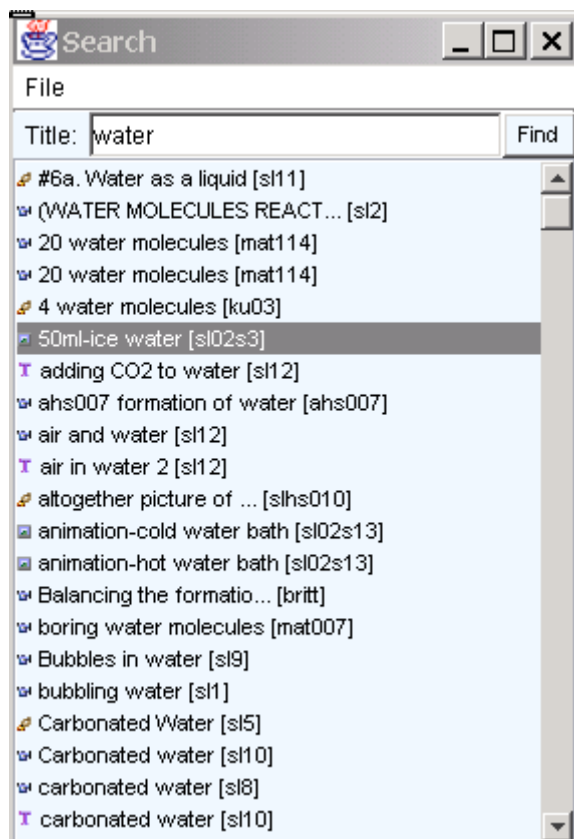 Search
File
Title: water Find
#6a. Water as a liquid [sl11]
(WATER MOLECULES REACT... [sl2]
20 water molecules [mat114]
20 water molecules [mat114]
4 water molecules [ku03]
50ml-ice water [sl02s3]
T adding CO2 to water [sl12]
ahs007 formation of water [ahs007]
air and water [sl12]
T air in water 2 [sl12]
altogether picture of ... [slhs010]
animation-cold water bath [sl02s13]
animation-hot water bath [sl02s13]
Balancing the formatio... [britt]
boring water molecules [mat007]
Bubbles in water [sl9]
bubbling water [sl1]
Carbonated Water [sl5]
Carbonated water [sl10]
carbonated water [sl8]
T carbonated water [sl10]